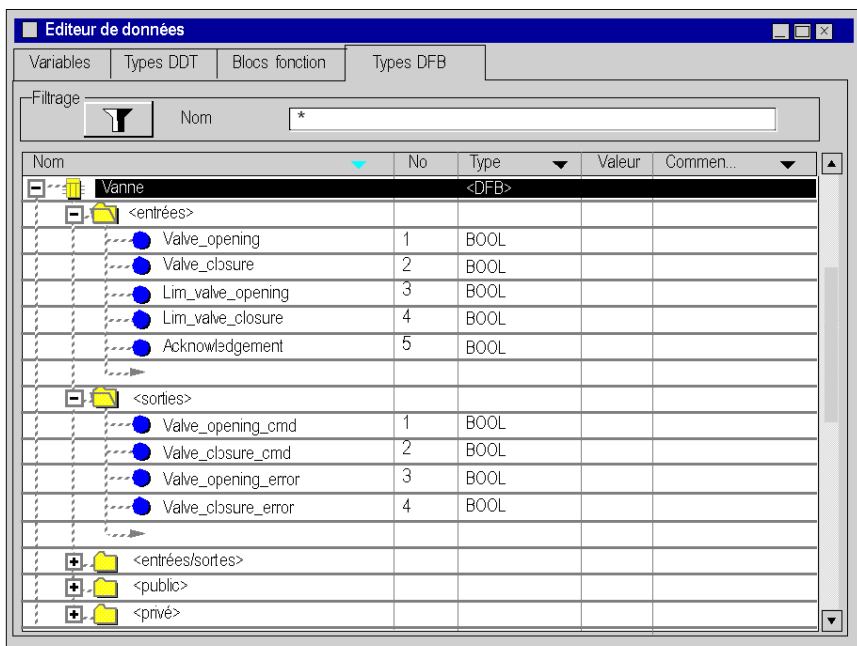 Editeur de données
Variables Types DDT Blocs fonction Types DFB
Filtrage
Nom *
Nom No Type Valeur Commen...
Vanne <DFB>
<entrées>
Valve_opening 1 BOOL
Valve_closure 2 BOOL
Lim_valve_opening 3 BOOL
Lim_valve_closure 4 BOOL
Acknowledgement 5 BOOL
<sorties>
Valve_opening_cmd 1 BOOL
Valve_closure_cmd 2 BOOL
Valve_opening_error 3 BOOL
Valve_closure_error 4 BOOL
<entrées/sortes>
<public>
<privé>